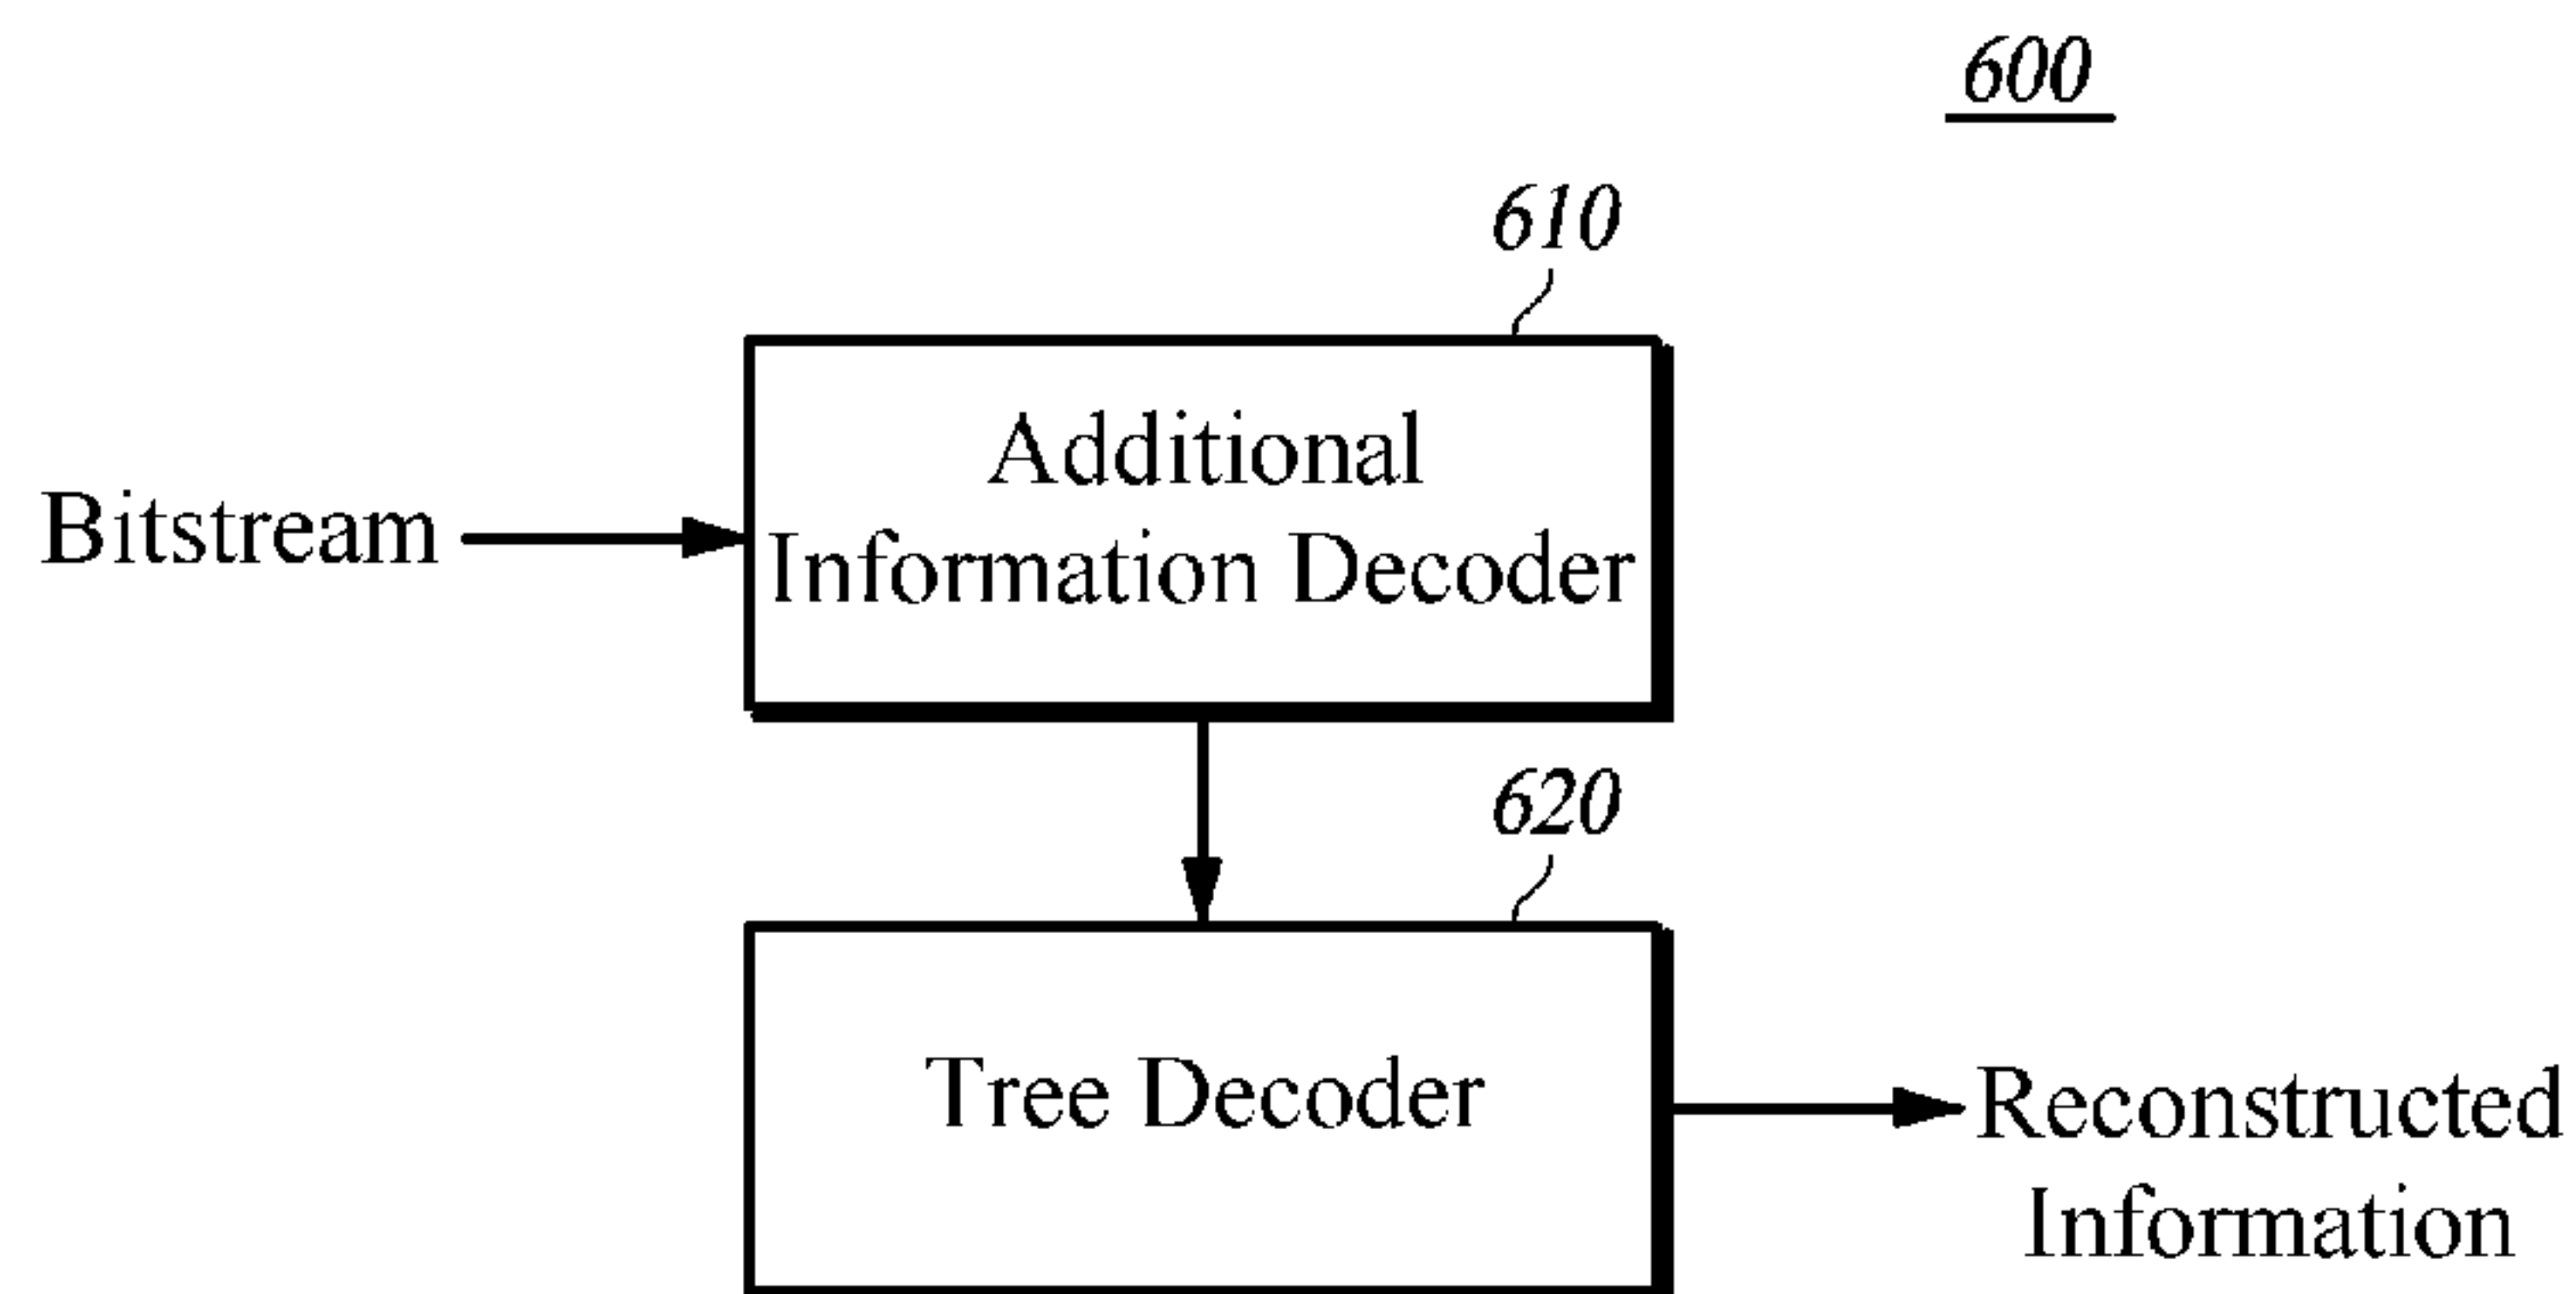 600
610
Additional
Information Decoder
Bitstream
620
Tree Decoder
Reconstructed
Information